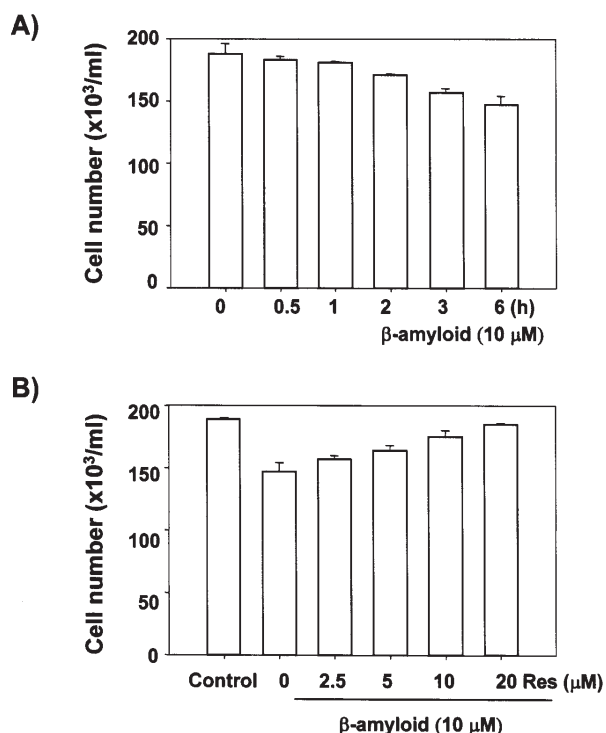 A)
Cell number (x10³/ml)
200
150
100
50
0
0 0.5 1 2 3 6 (h)
β-amyloid (10 μM)
B)
Cell number (x10³/ml)
200
150
100
50
0
Control 0 2.5 5 10 20 Res (μM)
β-amyloid (10 μM)